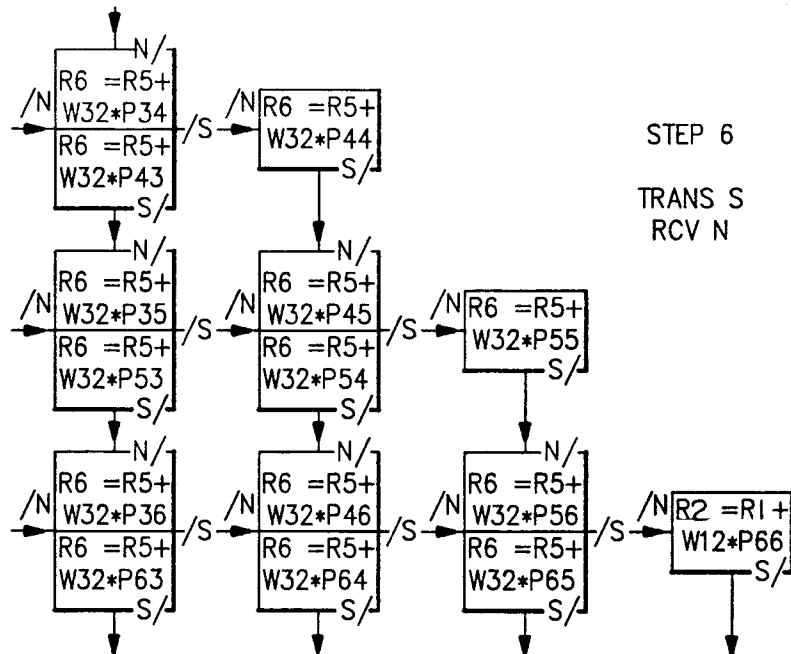 N/
R6 =R5+
W32*P34
/N
R6 =R5+
W32*P43
S/
/S
/N
R6 =R5+
W32*P44
S/
STEP 6
TRANS S
RCV N
N/
R6 =R5+
W32*P35
/N
R6 =R5+
W32*P53
S/
/S
/N
N/
R6 =R5+
W32*P45
R6 =R5+
W32*P54
S/
/S
/N
R6 =R5+
W32*P55
S/
N/
R6 =R5+
W32*P36
/N
R6 =R5+
W32*P63
S/
/S
/N
N/
R6 =R5+
W32*P46
R6 =R5+
W32*P64
S/
/S
/N
N/
R6 =R5+
W32*P56
R6 =R5+
W32*P65
S/
/S
/N
R2 =R1+
W12*P66
S/